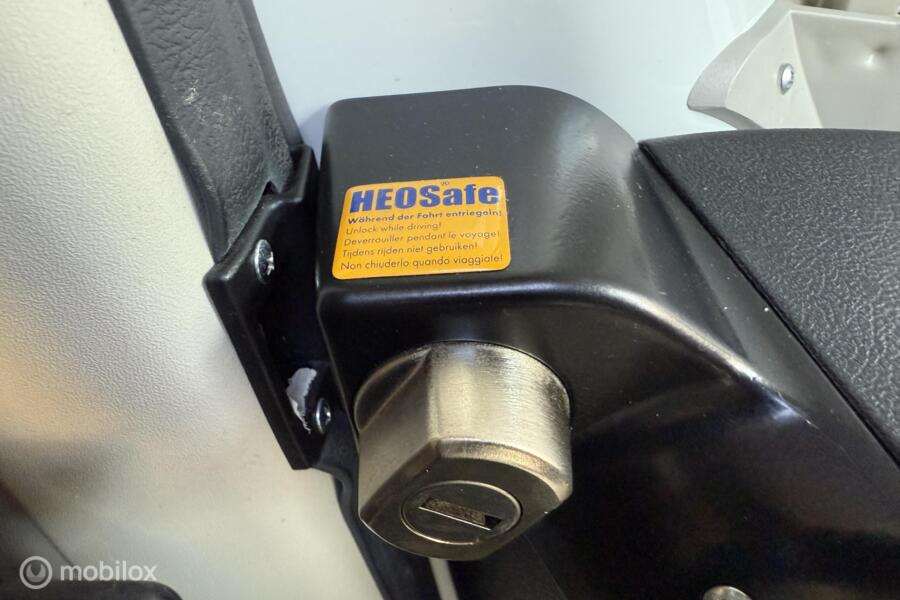 HEOSafe®
Während der Fahrt entriegeln!
Unlock while driving!
Deverrouiller pendant le voyage!
Tijdens rijden niet gebruiken!
Non chiuderlo quando viaggiate!
mobilox